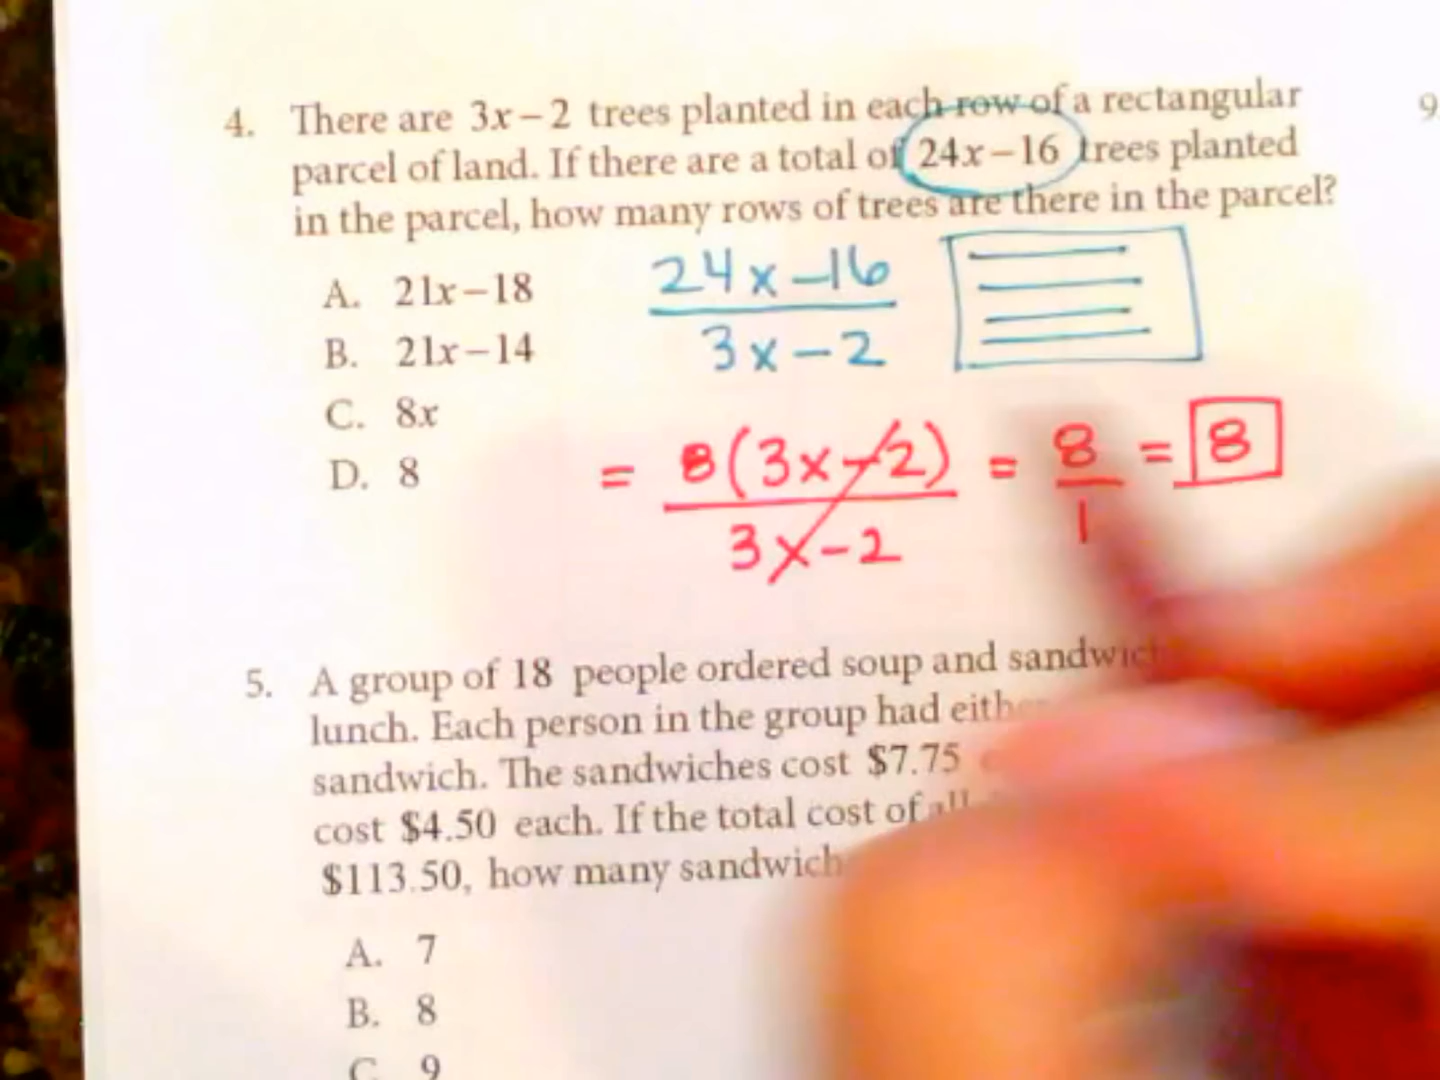 4. There are 3x – 2 trees planted in each row of a rectangular
9.
parcel of land. If there are a total of 24x – 16 trees planted
in the parcel, how many rows of trees are there in the parcel?
A. 21x – 18
B. 21x – 14
C. 8x
D. 8
24x – 16
3x – 2
= 8(3x – 2) = 8 = 8
3x – 2 1
5. A group of 18 people ordered soup and
lunch. Each person in the group had
sandwich. The sandwiches cost $7.75
cost $4.50 each. If the total cost of all
$113.50, how many
A. 7
B. 8
C. 9